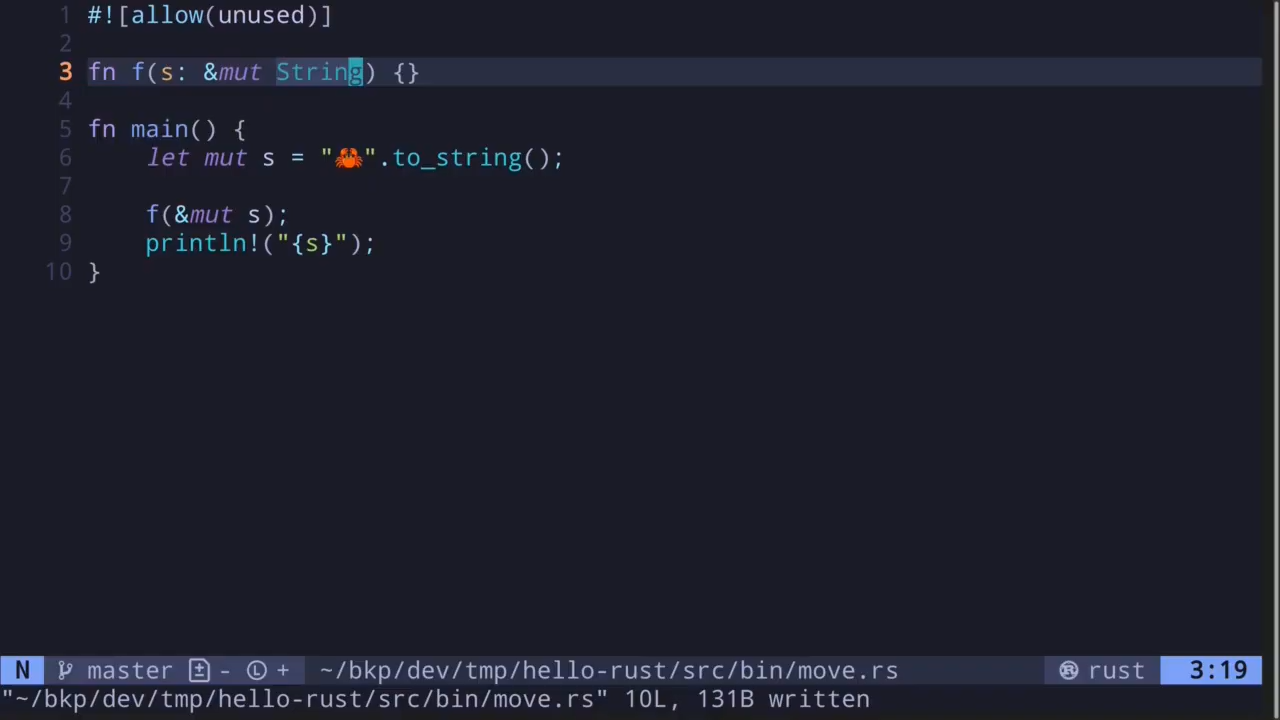 1 #![allow(unused)]
2
3 fn f(s: &mut String) {}
4
5 fn main() {
6     let mut s = "🦀".to_string();
7
8     f(&mut s);
9     println!("{s}");
10 }
N master - L + ~/bkp/dev/tmp/hello-rust/src/bin/move.rs rust 3:19
"~/bkp/dev/tmp/hello-rust/src/bin/move.rs" 10L, 131B written